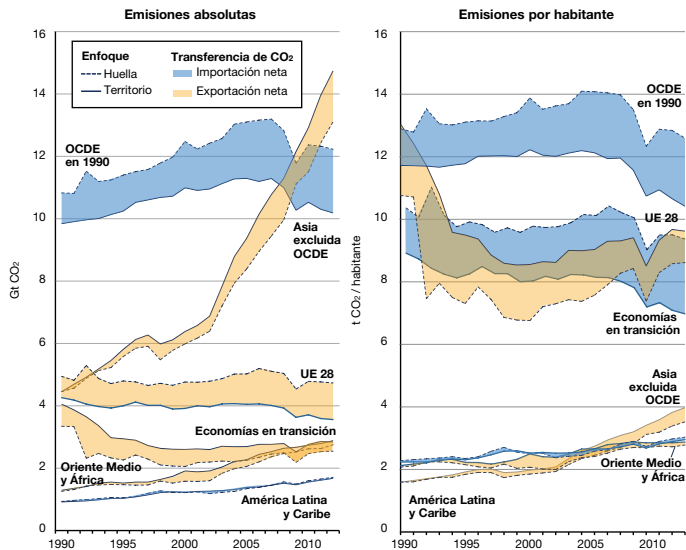 Emisiones absolutas
16
14
12
10
8
6
4
2
0
Gt CO₂
Enfoque
Huella
Territorio
Transferencia de CO₂
Importación neta
Exportación neta
OCDE
en 1990
Asia
excluida
OCDE
UE 28
Economías en transición
Oriente Medio
y África
América Latina
y Caribe
1990 1995 2000 2005 2010
Emisiones por habitante
16
14
12
10
8
6
4
2
0
t CO₂ / habitante
OCDE
en 1990
UE 28
Economías
en transición
Asia
excluida
OCDE
Oriente Medio
y África
América Latina
y Caribe
1990 1995 2000 2005 2010